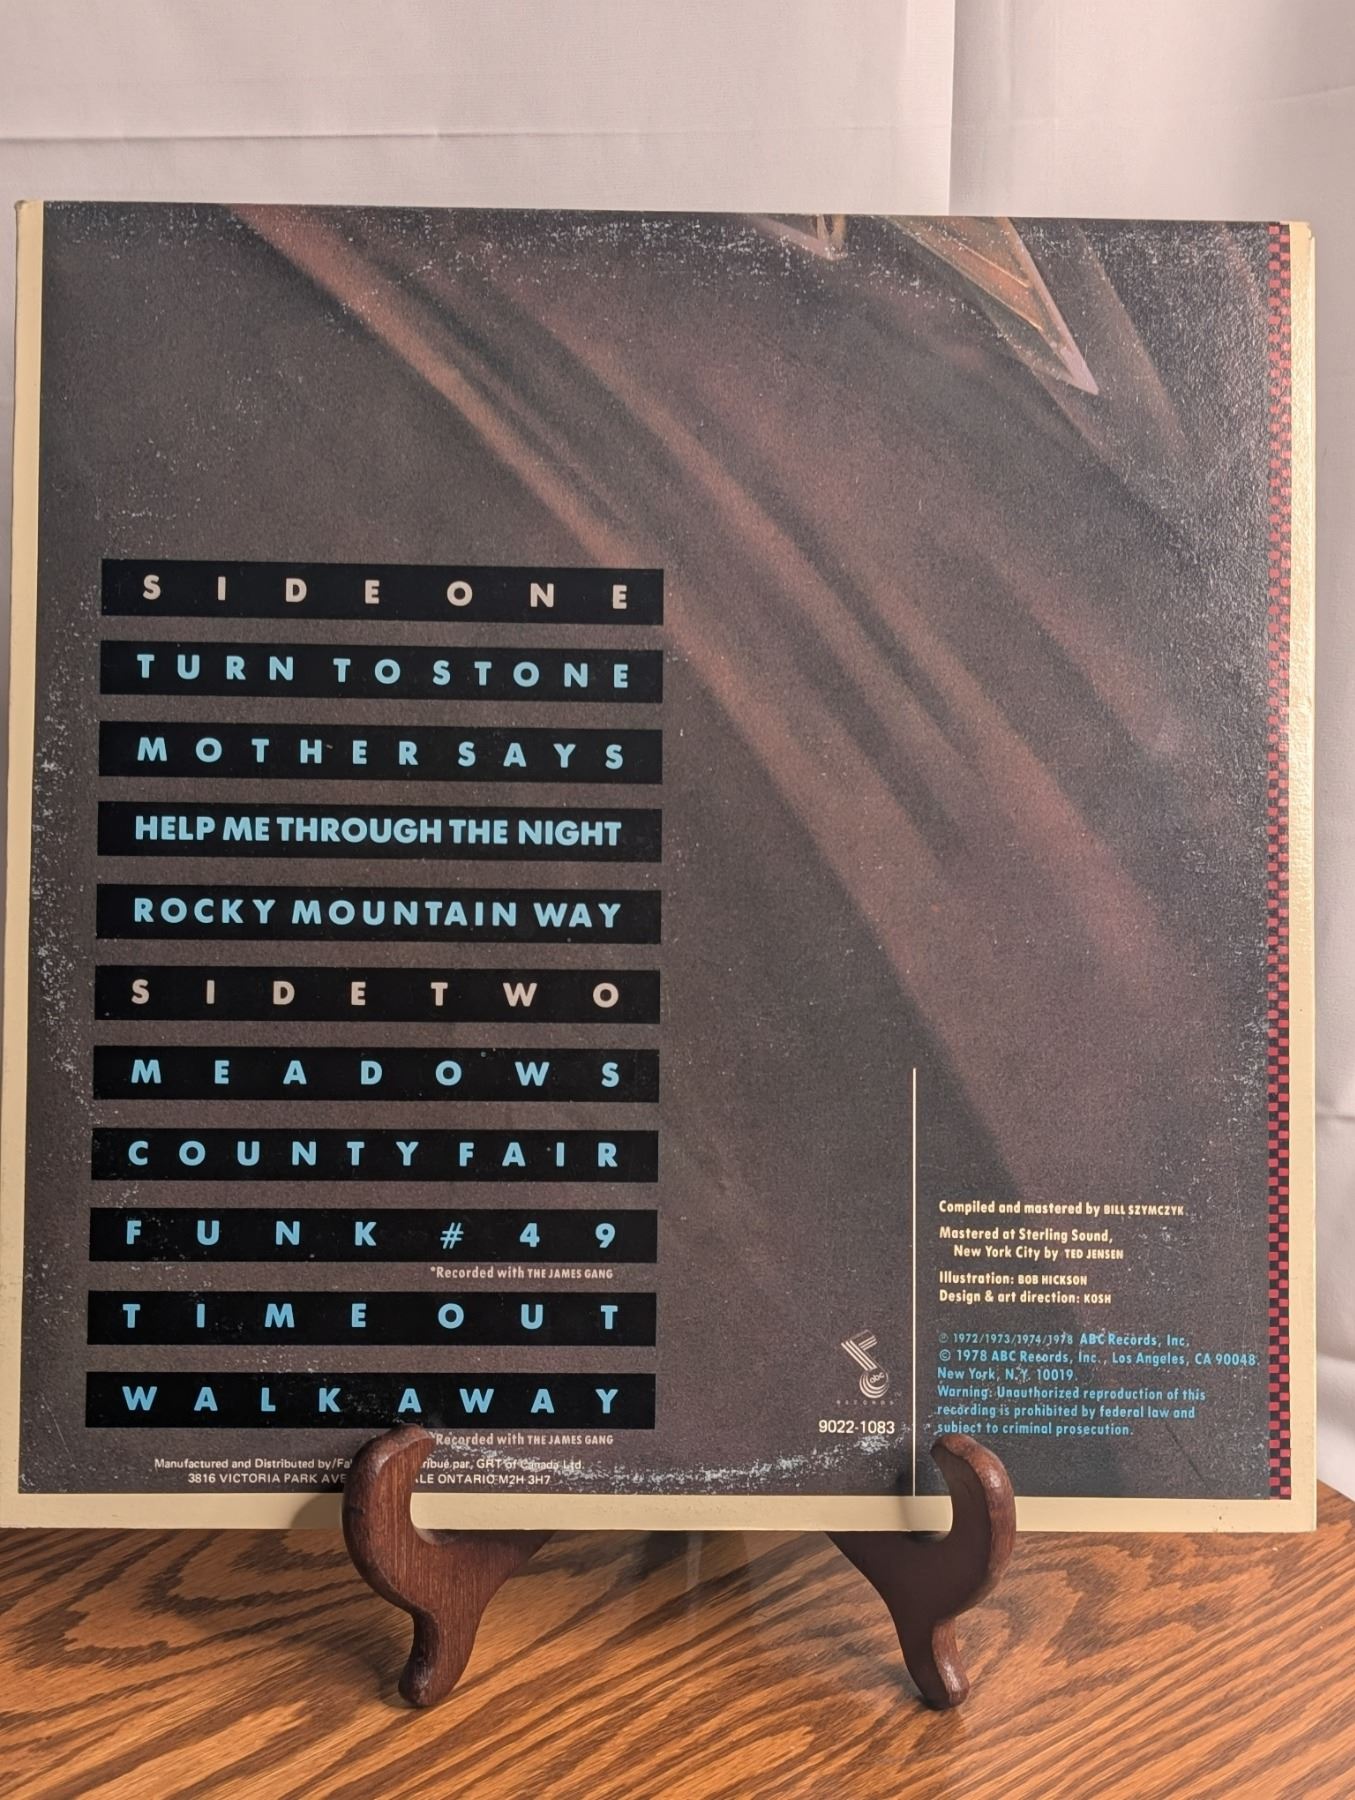 SIDE ONE
TURN TO STONE
MOTHER SAYS
HELP ME THROUGH THE NIGHT
ROCKY MOUNTAIN WAY
SIDE TWO
MEADOWS
COUNTY FAIR
FUNK #49
*Recorded with THE JAMES GANG
TIME OUT
WALK AWAY
*Recorded with THE JAMES GANG
Manufactured and Distributed by/ par, GRT of Canada Ltd.
3816 VICTORIA PARK AVE ONTARIO M2H 3H7
abc
RECORDS
9022-1083
Compiled and mastered by BILL SZYMCZYK
Mastered at Sterling Sound,
New York City by TED JENSEN
Illustration: BOB HICKSON
Design & art direction: KOSH
℗ 1972/1973/1974/1978 ABC Records, Inc.
© 1978 ABC Records, Inc., Los Angeles, CA 90048.
New York, N.Y. 10019
Warning: Unauthorized reproduction of this
recording is prohibited by federal law and
subject to criminal prosecution.